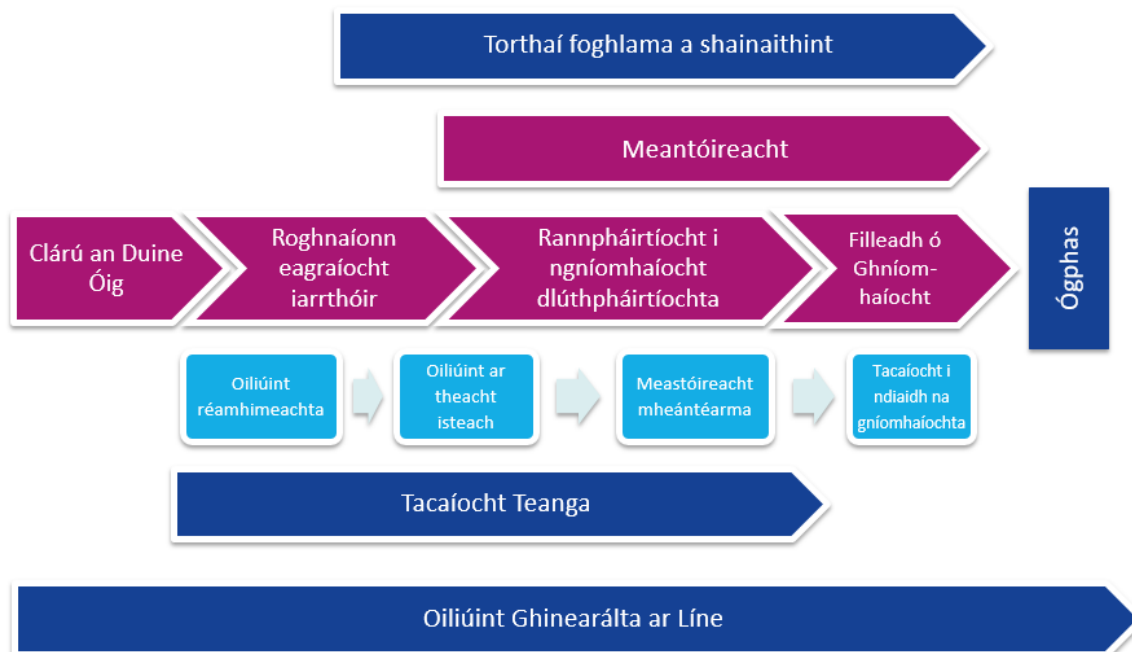 Torthaí foghlama a shainaithint
Meantóireacht
Clárú an Duine
Óig
Roghnaíonn
eagraíocht
iarrthóir
Rannpháirtíocht i
ngníomhaíocht
dlúthpháirtíochta
Filleadh ó
Ghníom-
haíocht
Ógphas
Oiliúint
réamhimeachta
Oiliúint ar
theacht
isteach
Meastóireacht
mheántéarma
Tacaíocht i
ndiaidh na
gníomhaíochta
Tacaíocht Teanga
Oiliúint Ghinearálta ar Líne